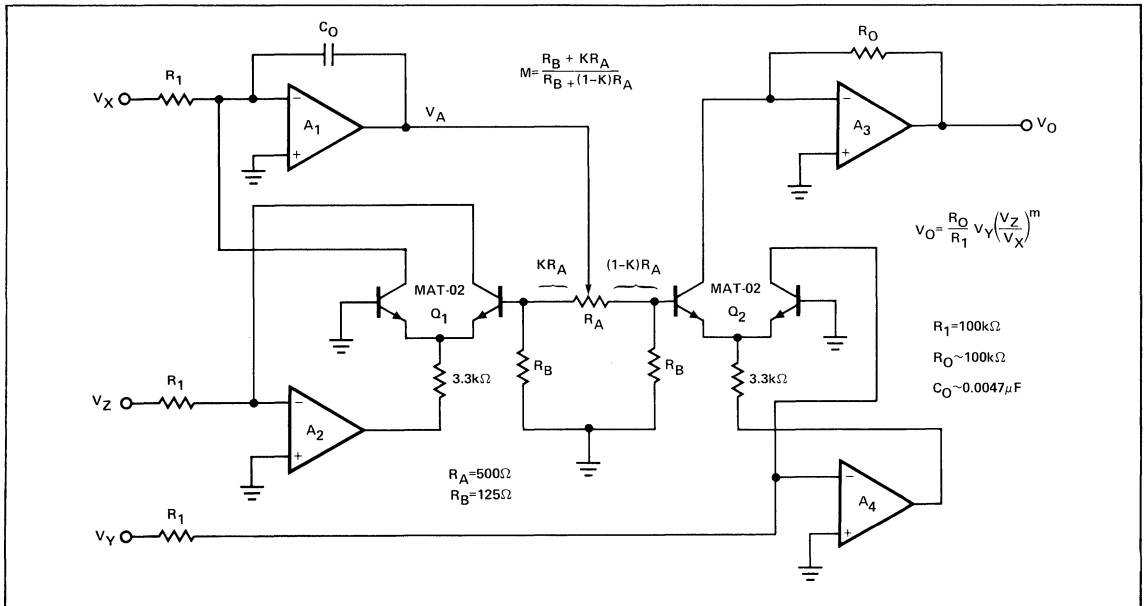 C_O
R_O
M = (R_B + KR_A) / (R_B + (1-K)R_A)
R_1
V_X
−
A_1
+
V_A
−
A_3
+
V_O
V_O = (R_O / R_1) V_Y (V_Z / V_X)^m
KR_A
(1-K)R_A
MAT-02
Q_1
R_A
MAT-02
Q_2
R_1=100kΩ
R_O~100kΩ
C_O~0.0047μF
3.3kΩ
R_B
R_B
3.3kΩ
R_1
V_Z
−
A_2
+
R_A=500Ω
R_B=125Ω
−
A_4
+
R_1
V_Y